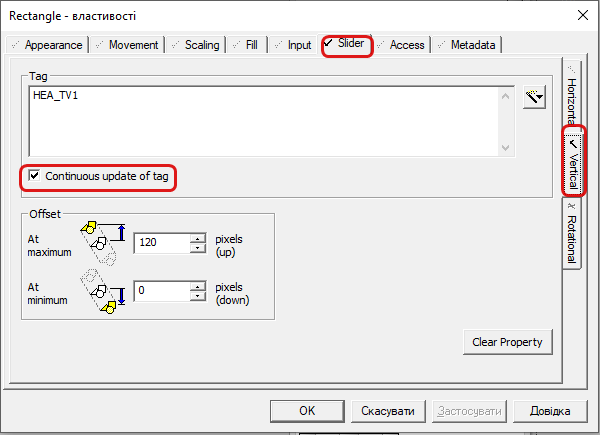 Rectangle - властивості
Appearance Movement Scaling Fill Input Slider Access Metadata
Tag
HEA_TV1
Continuous update of tag
Offset
At maximum
120
pixels (up)
At minimum
0
pixels (down)
Horizontal
Vertical
Rotational
Clear Property
OK Скасувати Застосувати Довідка